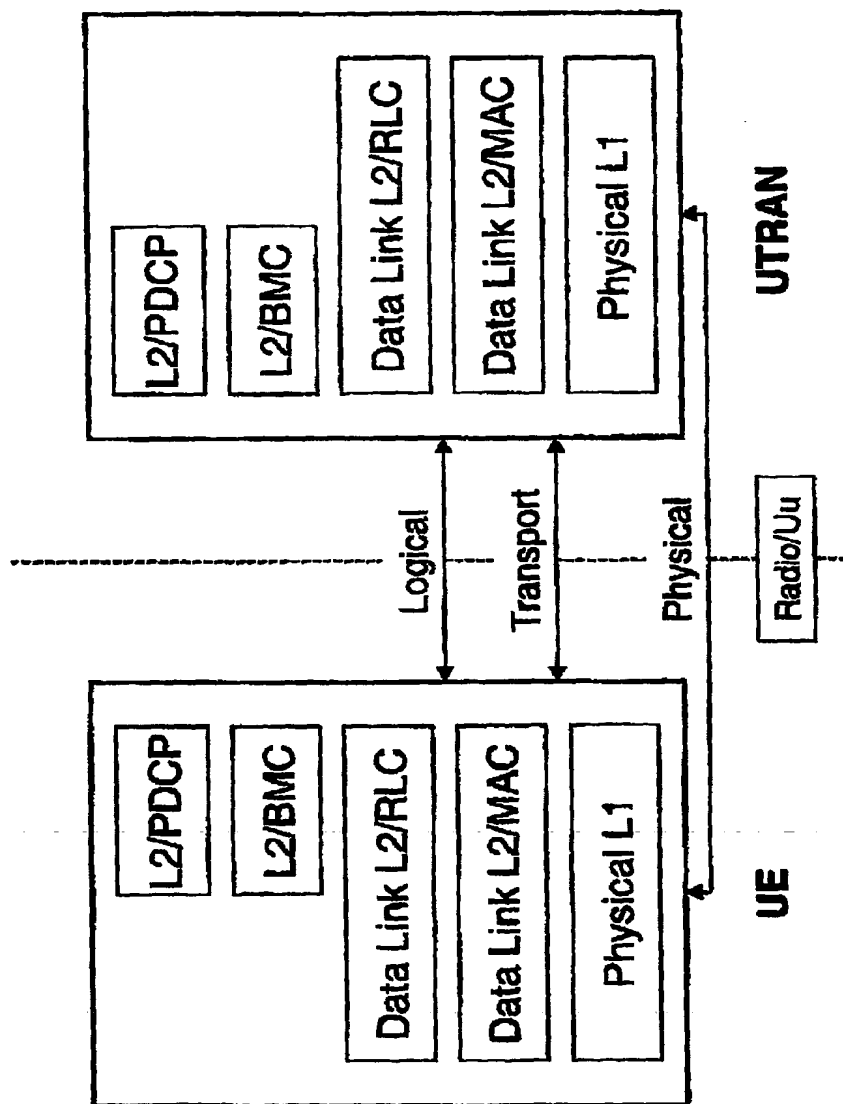 L2/PDCP
L2/BMC
Data Link L2/RLC
Data Link L2/MAC
Physical L1
UE
Logical
Transport
Physical
Radio/Uu
L2/PDCP
L2/BMC
Data Link L2/RLC
Data Link L2/MAC
Physical L1
UTRAN